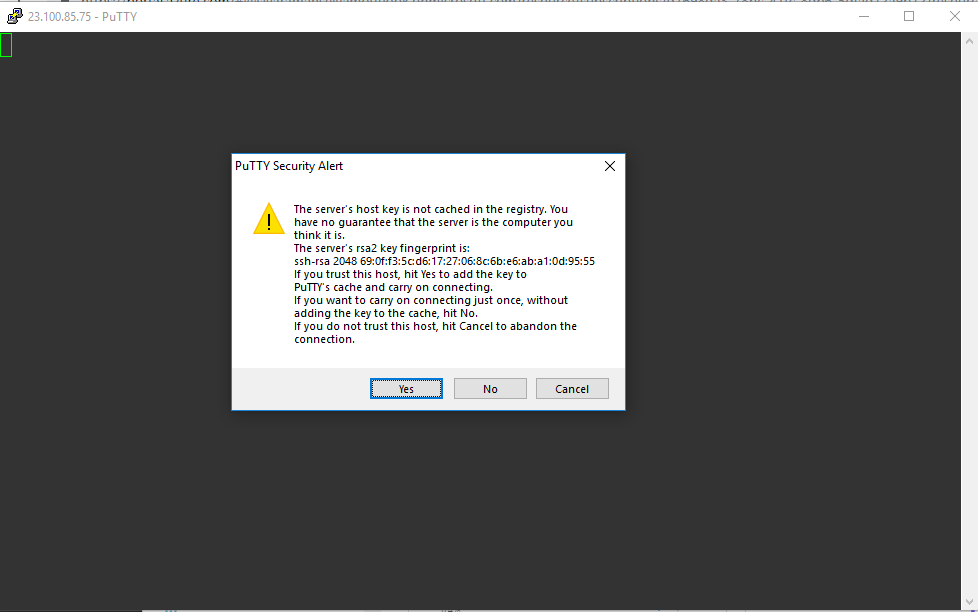 23.100.85.75 - PuTTY
PuTTY Security Alert
The server's host key is not cached in the registry. You
have no guarantee that the server is the computer you
think it is.
The server's rsa2 key fingerprint is:
ssh-rsa 2048 69:0f:f3:5c:d6:17:27:06:8c:6b:e6:ab:a1:0d:95:55
If you trust this host, hit Yes to add the key to
PuTTY's cache and carry on connecting.
If you want to carry on connecting just once, without
adding the key to the cache, hit No.
If you do not trust this host, hit Cancel to abandon the
connection.
Yes No Cancel